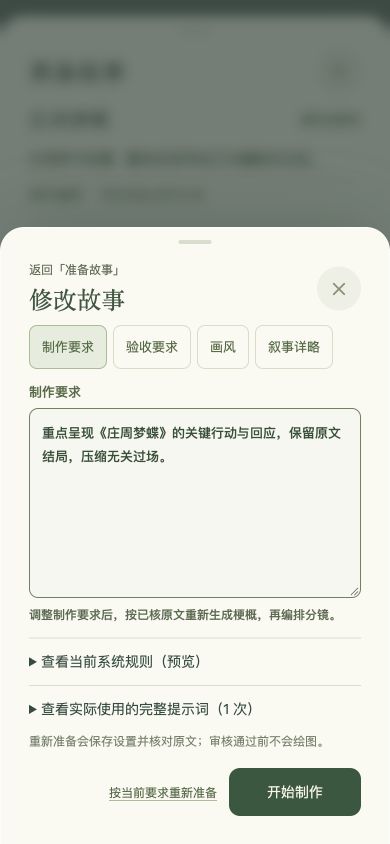 返回「准备故事」
修改故事
制作要求
验收要求
画风
叙事详略
制作要求
重点呈现《庄周梦蝶》的关键行动与回应，保留原文
结局，压缩无关过场。
调整制作要求后，按已核原文重新生成梗概，再编排分镜。
▶ 查看当前系统规则（预览）
▶ 查看实际使用的完整提示词（1 次）
重新准备会保存设置并核对原文；审核通过前不会绘图。
按当前要求重新准备
开始制作